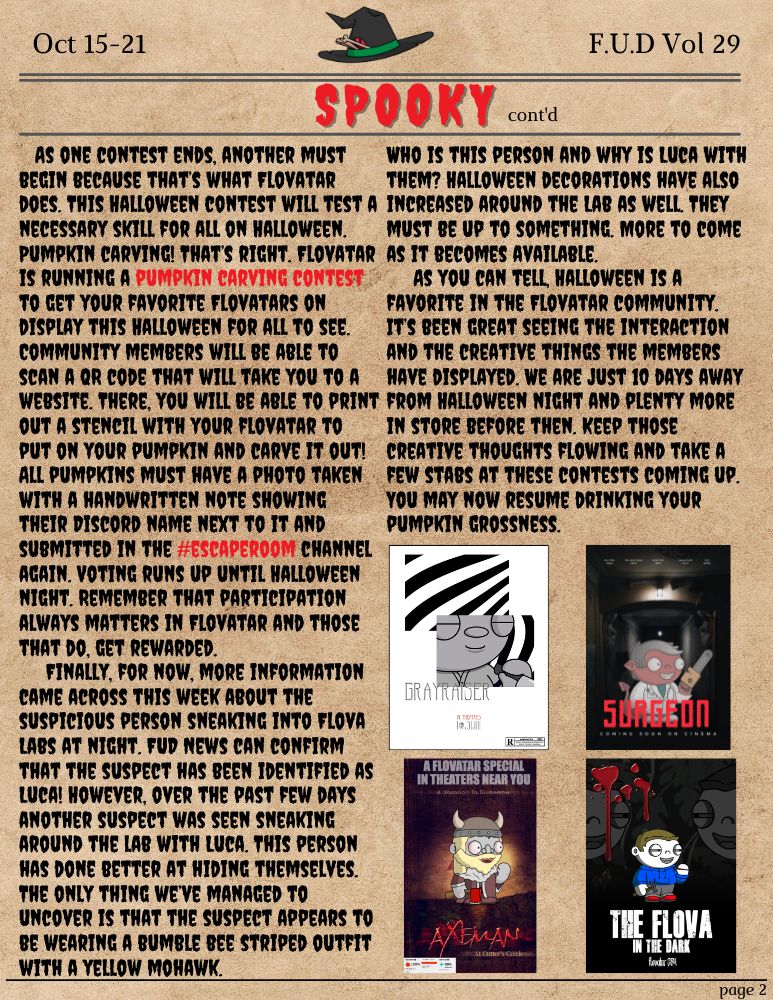 Oct 15-21
F.U.D Vol 29
SPOOKY cont'd
AS ONE CONTEST ENDS, ANOTHER MUST
BEGIN BECAUSE THAT'S WHAT FLOVATAR
DOES. THIS HALLOWEEN CONTEST WILL TEST A
NECESSARY SKILL FOR ALL ON HALLOWEEN.
PUMPKIN CARVING! THAT'S RIGHT. FLOVATAR
IS RUNNING A PUMPKIN CARVING CONTEST
TO GET YOUR FAVORITE FLOVATARS ON
DISPLAY THIS HALLOWEEN FOR ALL TO SEE.
COMMUNITY MEMBERS WILL BE ABLE TO
SCAN A QR CODE THAT WILL TAKE YOU TO A
WEBSITE. THERE, YOU WILL BE ABLE TO PRINT
OUT A STENCIL WITH YOUR FLOVATAR TO
PUT ON YOUR PUMPKIN AND CARVE IT OUT!
ALL PUMPKINS MUST HAVE A PHOTO TAKEN
WITH A HANDWRITTEN NOTE SHOWING
THEIR DISCORD NAME NEXT TO IT AND
SUBMITTED IN THE #ESCAPEROOM CHANNEL
AGAIN. VOTING RUNS UP UNTIL HALLOWEEN
NIGHT. REMEMBER THAT PARTICIPATION
ALWAYS MATTERS IN FLOVATAR AND THOSE
THAT DO, GET REWARDED.
FINALLY, FOR NOW, MORE INFORMATION
CAME ACROSS THIS WEEK ABOUT THE
SUSPICIOUS PERSON SNEAKING INTO FLOVA
LABS AT NIGHT. FUD NEWS CAN CONFIRM
THAT THE SUSPECT HAS BEEN IDENTIFIED AS
LUCA! HOWEVER, OVER THE PAST FEW DAYS
ANOTHER SUSPECT WAS SEEN SNEAKING
AROUND THE LAB WITH LUCA. THIS PERSON
HAS DONE BETTER AT HIDING THEMSELVES.
THE ONLY THING WE'VE MANAGED TO
UNCOVER IS THAT THE SUSPECT APPEARS TO
BE WEARING A BUMBLE BEE STRIPED OUTFIT
WITH A YELLOW MOHAWK.
WHO IS THIS PERSON AND WHY IS LUCA WITH
THEM? HALLOWEEN DECORATIONS HAVE ALSO
INCREASED AROUND THE LAB AS WELL. THEY
MUST BE UP TO SOMETHING. MORE TO COME
AS IT BECOMES AVAILABLE.
AS YOU CAN TELL, HALLOWEEN IS A
FAVORITE IN THE FLOVATAR COMMUNITY.
IT'S BEEN GREAT SEEING THE INTERACTION
AND THE CREATIVE THINGS THE MEMBERS
HAVE DISPLAYED. WE ARE JUST 10 DAYS AWAY
FROM HALLOWEEN NIGHT AND PLENTY MORE
IN STORE BEFORE THEN. KEEP THOSE
CREATIVE THOUGHTS FLOWING AND TAKE A
FEW STABS AT THESE CONTESTS COMING UP.
YOU MAY NOW RESUME DRINKING YOUR
PUMPKIN GROSSNESS.
GRAYRAISER
IN THEATRES
10.31.1111
R
SURGEON
COMING SOON ON CINEMA
A FLOVATAR SPECIAL
IN THEATERS NEAR YOU
A Vacation To Dismember
AXEMAN
At Cutter's Creek
100%
99%
THE FLOVA
IN THE DARK
page 2